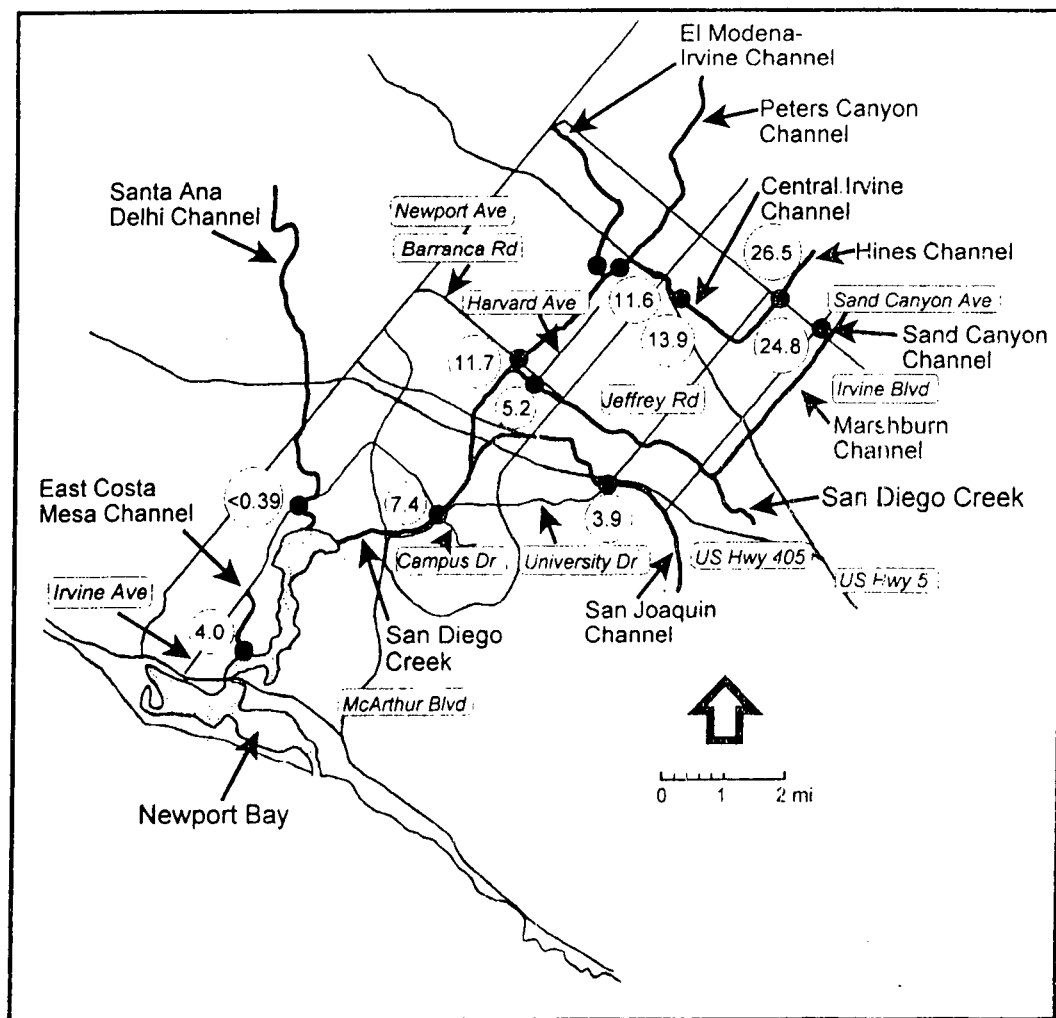 El Modena-
Irvine Channel
Peters Canyon
Channel
Santa Ana
Delhi Channel
Newport Ave
Barranca Rd
Central Irvine
Channel
26.5
Hines Channel
Harvard Ave
11.6
Sand Canyon Ave
13.9
24.8
Sand Canyon
Channel
11.7
5.2
Jeffrey Rd
Irvine Blvd
Marshburn
Channel
East Costa
Mesa Channel
<0.39
7.4
3.9
San Diego Creek
Campus Dr
University Dr
US Hwy 405
US Hwy 5
Irvine Ave
4.0
San Diego
Creek
San Joaquin
Channel
McArthur Blvd
Newport Bay
0 1 2 mi